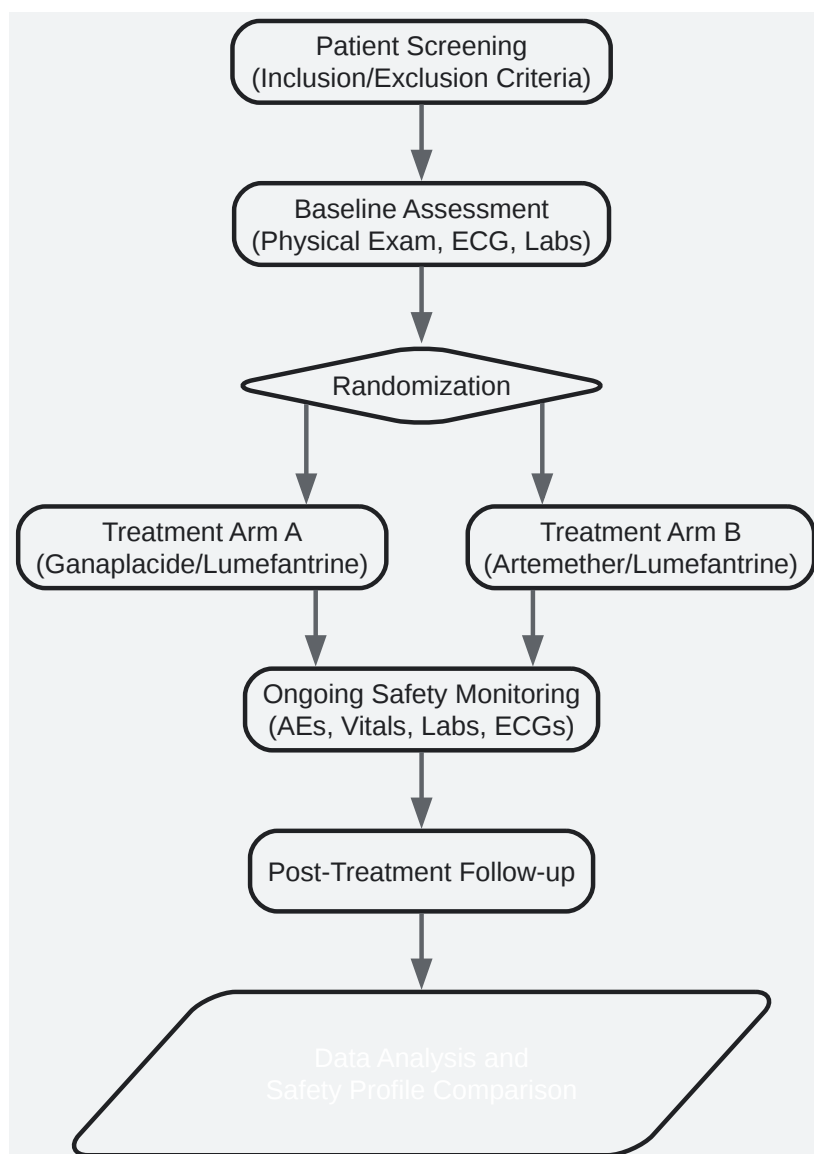 Patient Screening
(Inclusion/Exclusion Criteria)
Baseline Assessment
(Physical Exam, ECG, Labs)
Randomization
Treatment Arm A
(Ganaplacide/Lumefantrine)
Treatment Arm B
(Artemether/Lumefantrine)
Ongoing Safety Monitoring
(AEs, Vitals, Labs, ECGs)
Post-Treatment Follow-up
Data Analysis and
Safety Profile Comparison